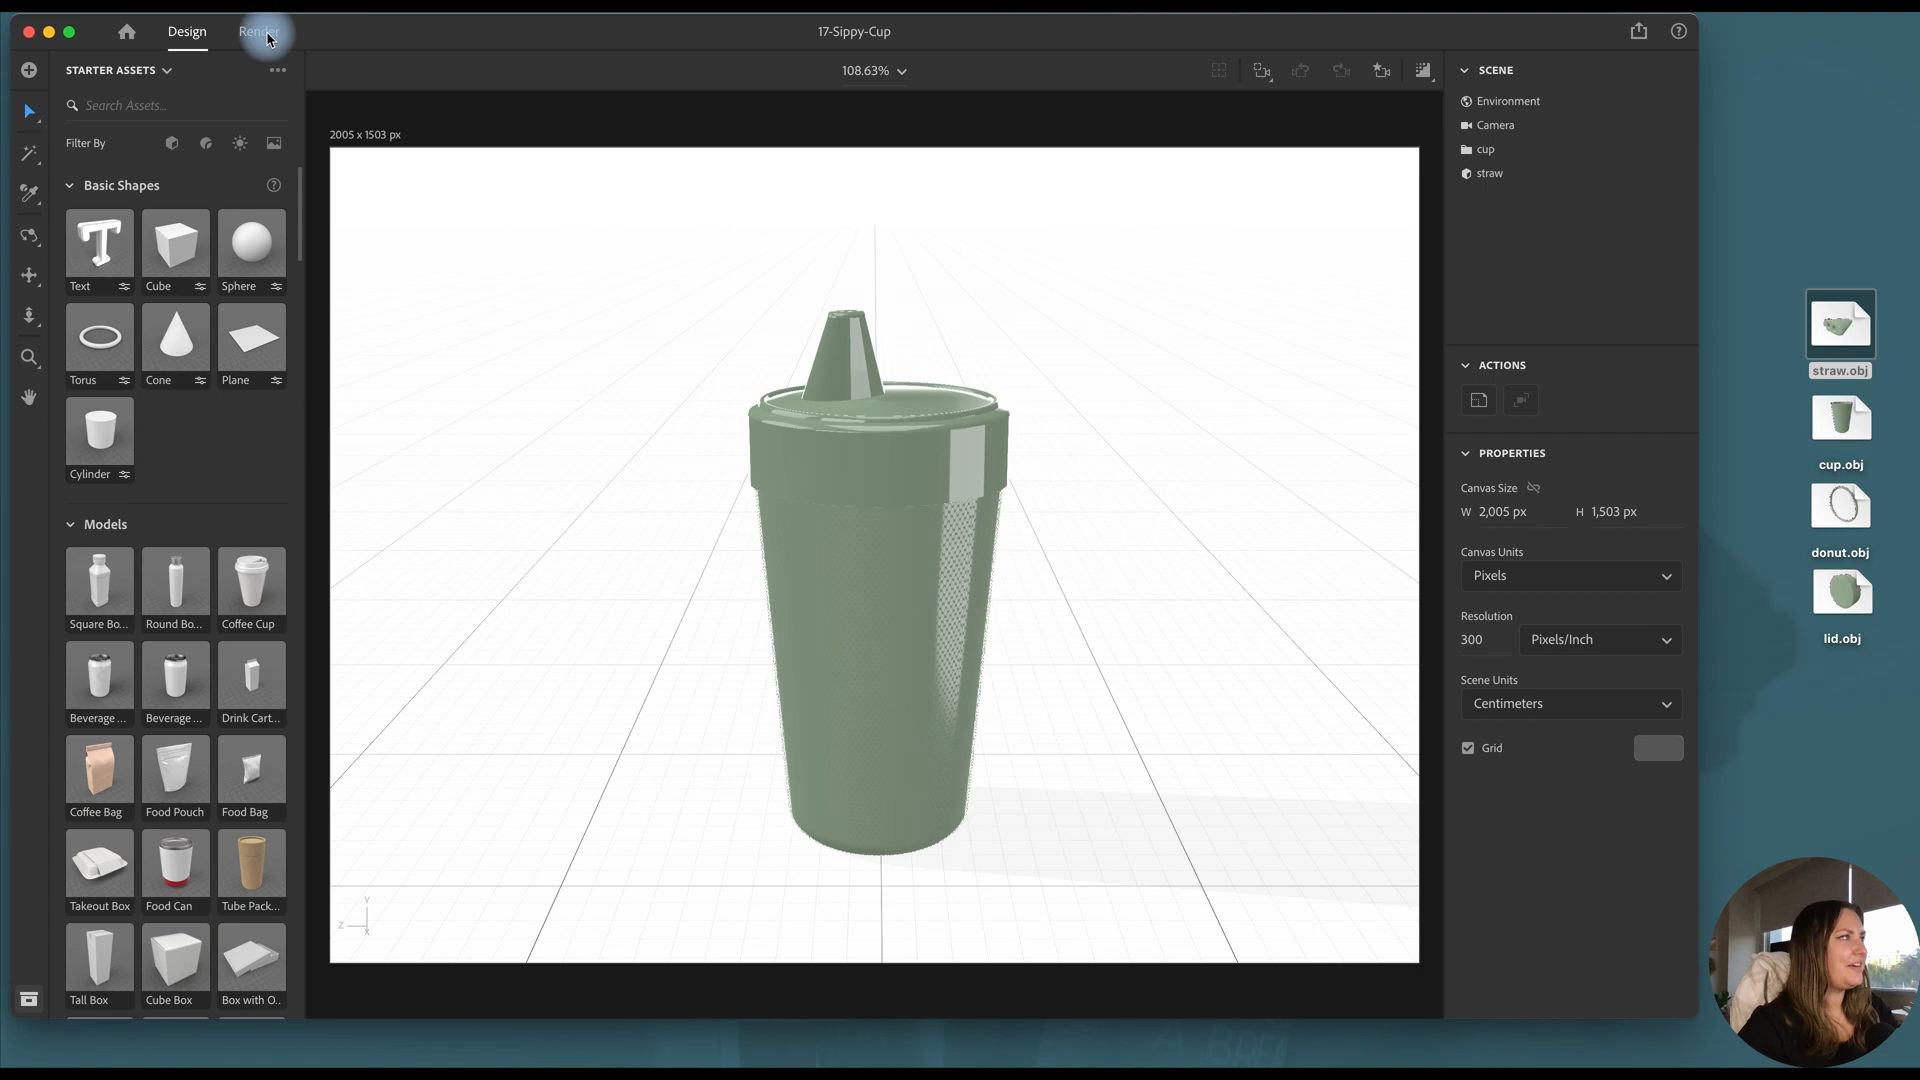 Design
Render
17-Sippy-Cup
STARTER ASSETS
108.63%
Search Assets...
Filter By
Basic Shapes
Text
Cube
Sphere
Torus
Cone
Plane
Cylinder
Models
Square Bo...
Round Bo...
Coffee Cup
Beverage ...
Beverage ...
Drink Cart...
Coffee Bag
Food Pouch
Food Bag
Takeout Box
Food Can
Tube Pack...
Tall Box
Cube Box
Box with O..
2005 x 1503 px
Y
Z
X
SCENE
Environment
Camera
cup
straw
ACTIONS
PROPERTIES
Canvas Size
W 2,005 px H 1,503 px
Canvas Units
Pixels
Resolution
300 Pixels/Inch
Scene Units
Centimeters
Grid
straw.obj
cup.obj
donut.obj
lid.obj